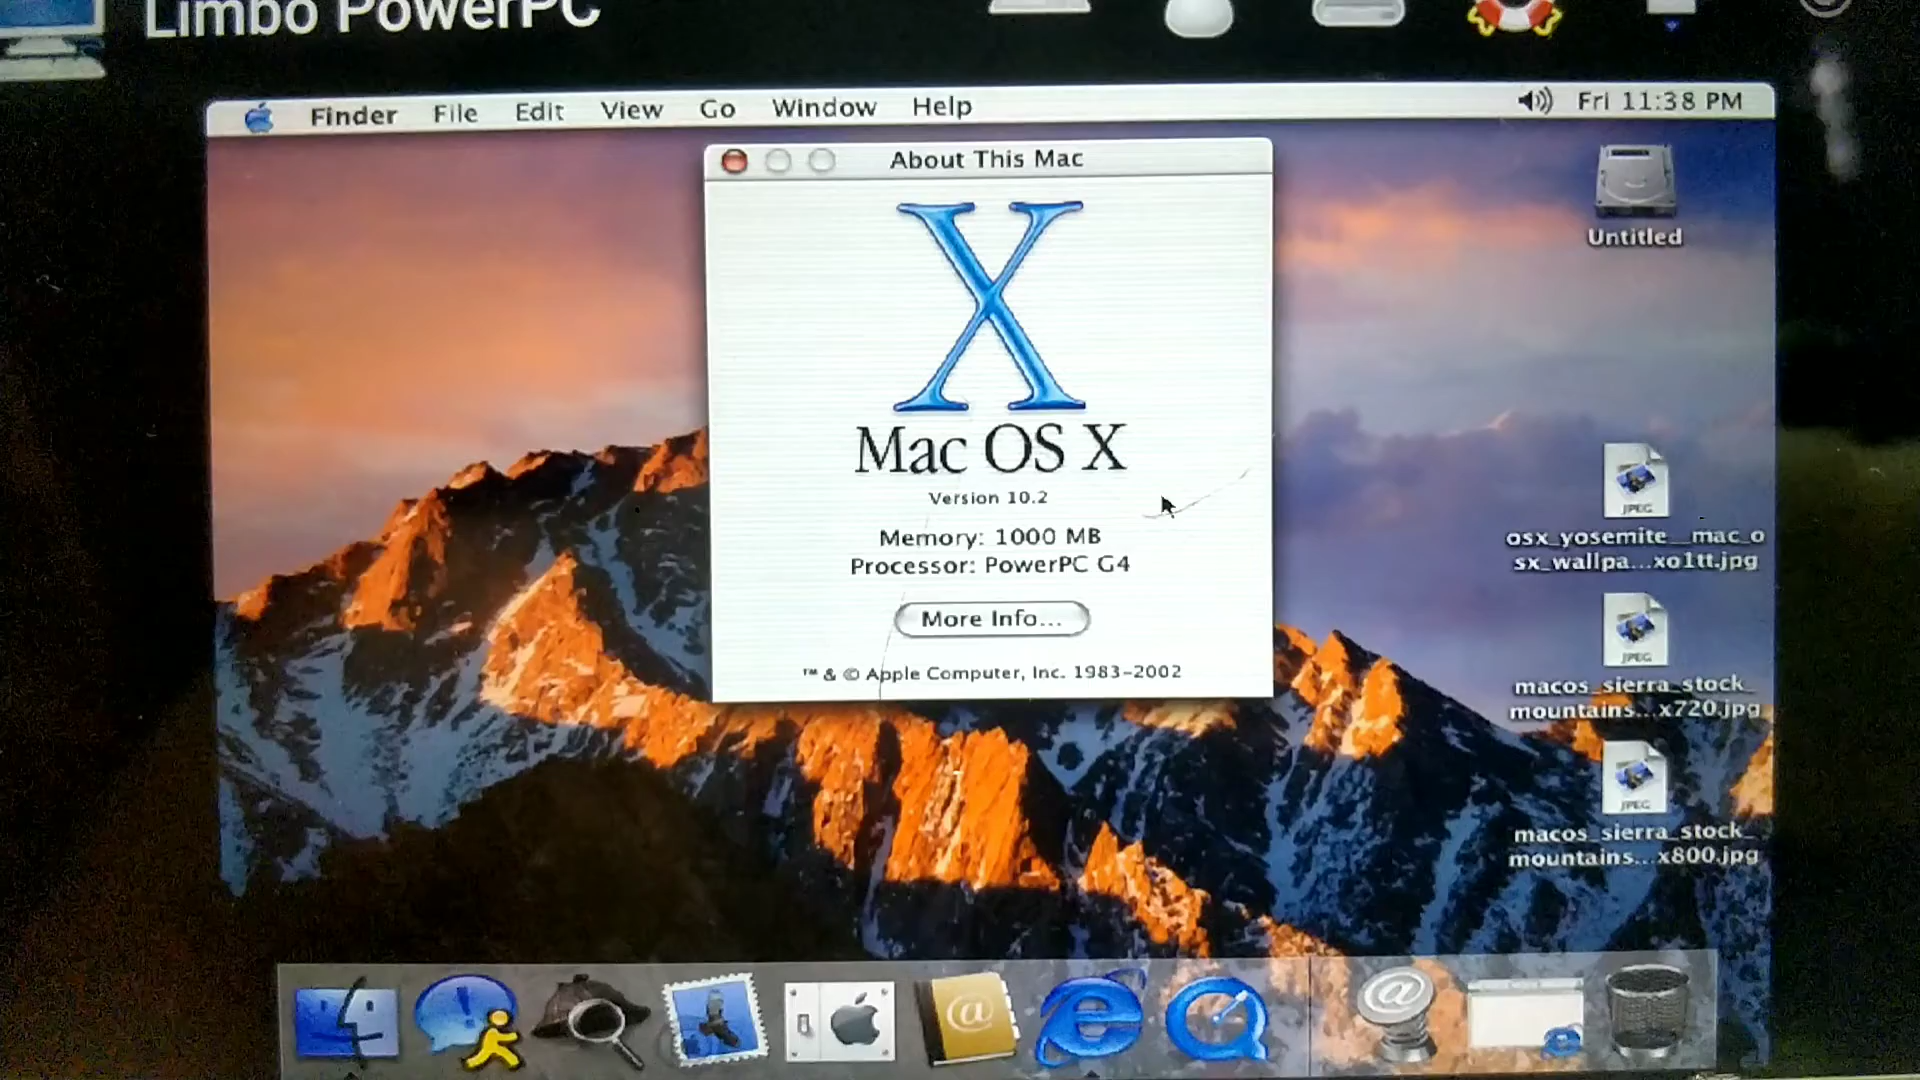 Limbo PowerPC
Finder File Edit View Go Window Help
Fri 11:38 PM
About This Mac
Untitled
X
Mac OS X
Version 10.2
Memory: 1000 MB
Processor: PowerPC G4
More Info...
™ & © Apple Computer, Inc. 1983-2002
JPEG
osx_yosemite__mac_o
sx_wallpa...xo1tt.jpg
JPEG
macos_sierra_stock_
mountains...x720.jpg
JPEG
macos_sierra_stock_
mountains...x800.jpg